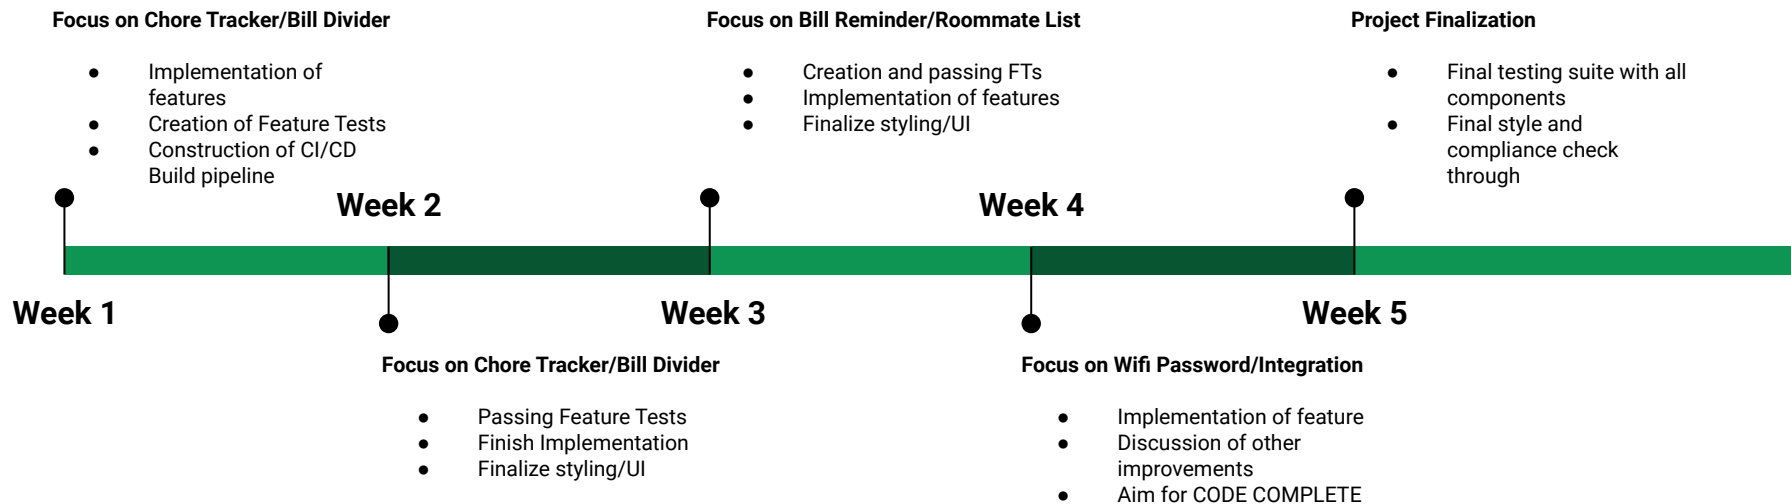 Focus on Chore Tracker/Bill Divider
● Implementation of
features
● Creation of Feature Tests
● Construction of CI/CD
Build pipeline
Week 1
Week 2
Focus on Chore Tracker/Bill Divider
● Passing Feature Tests
● Finish Implementation
● Finalize styling/UI
Focus on Bill Reminder/Roommate List
● Creation and passing FTs
● Implementation of features
● Finalize styling/UI
Week 3
Week 4
Focus on Wifi Password/Integration
● Implementation of feature
● Discussion of other
improvements
● Aim for CODE COMPLETE
Project Finalization
● Final testing suite with all
components
● Final style and
compliance check
through
Week 5